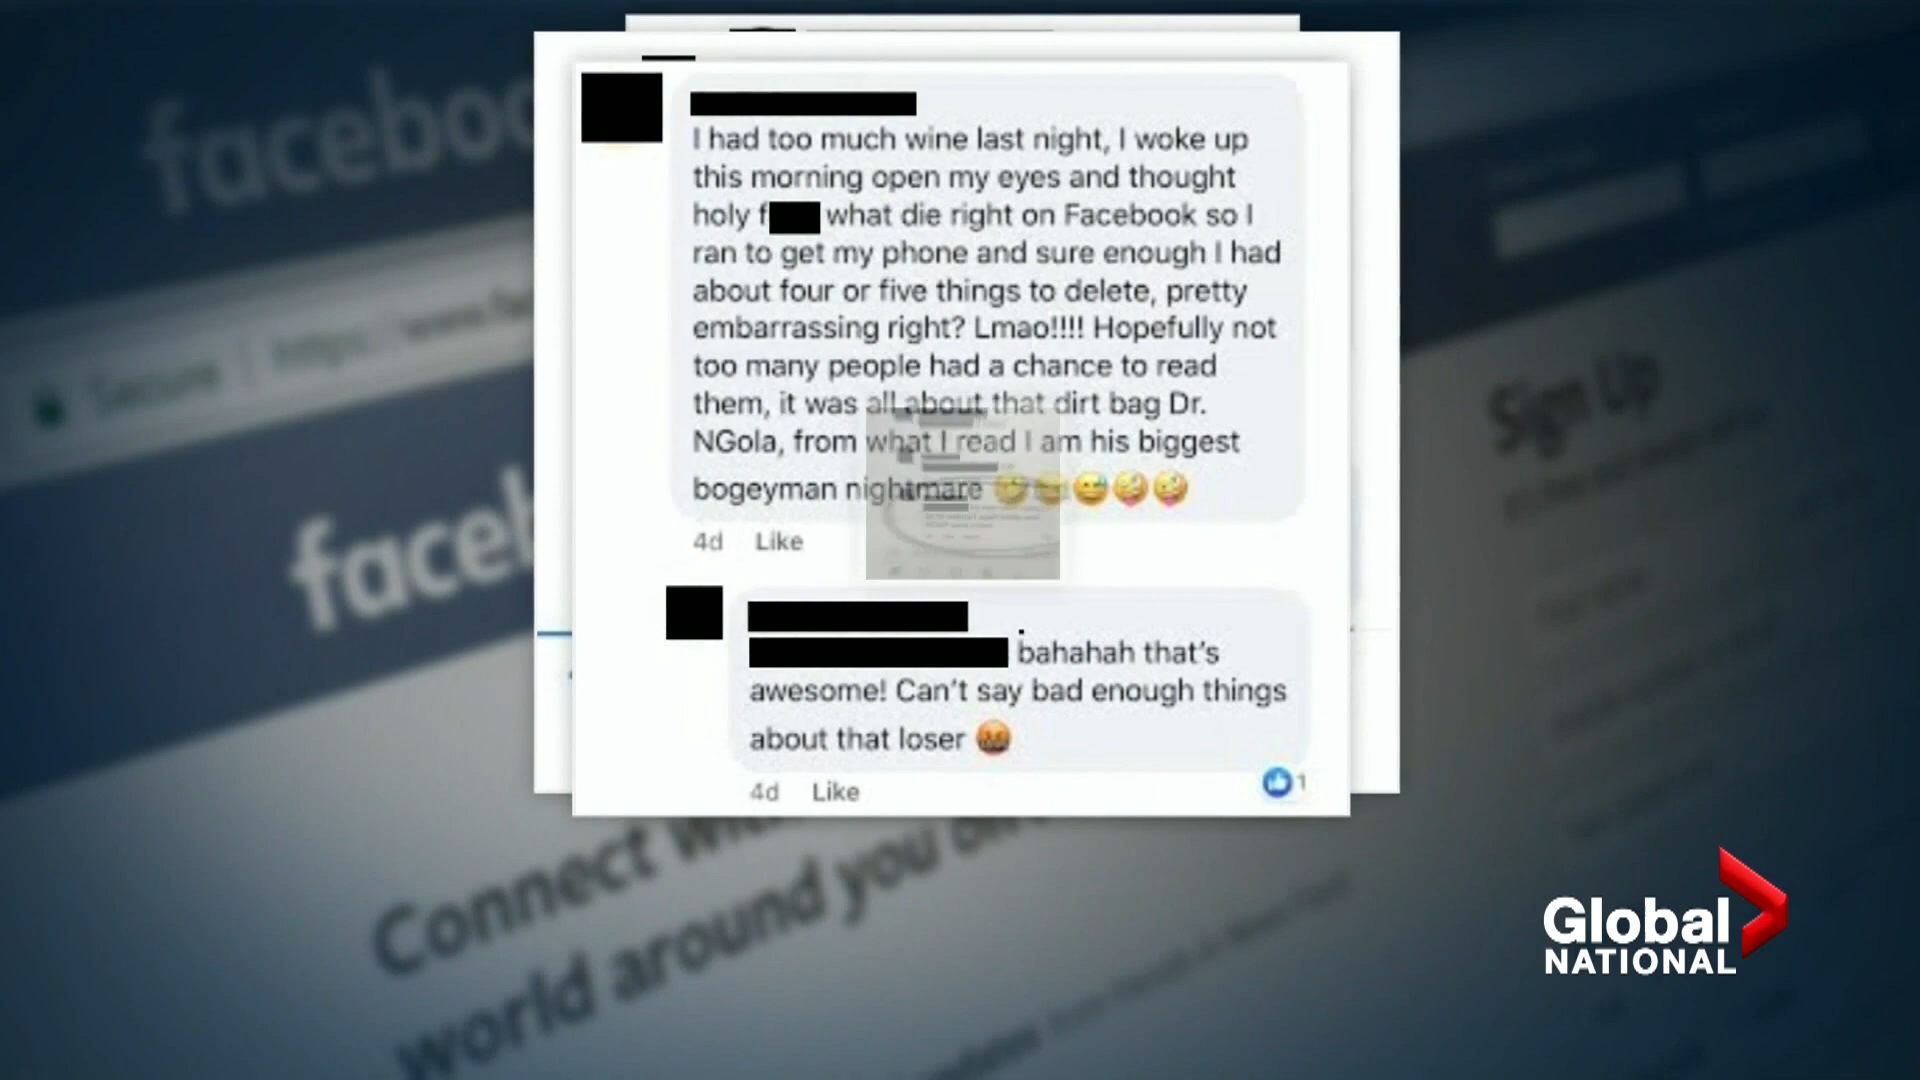 facebo
Secure
https://www.fac
faceb
I had too much wine last night, I woke up
this morning open my eyes and thought
holy f what die right on Facebook so I
ran to get my phone and sure enough I had
about four or five things to delete, pretty
embarrassing right? Lmao!!!! Hopefully not
too many people had a chance to read
them, it was all about that dirt bag Dr.
NGola, from what I read I am his biggest
bogeyman nightmare
4d Like
bahahah that's
awesome! Can't say bad enough things
about that loser
4d Like
1
Sign Up
Connect with
world around you on
Global
NATIONAL